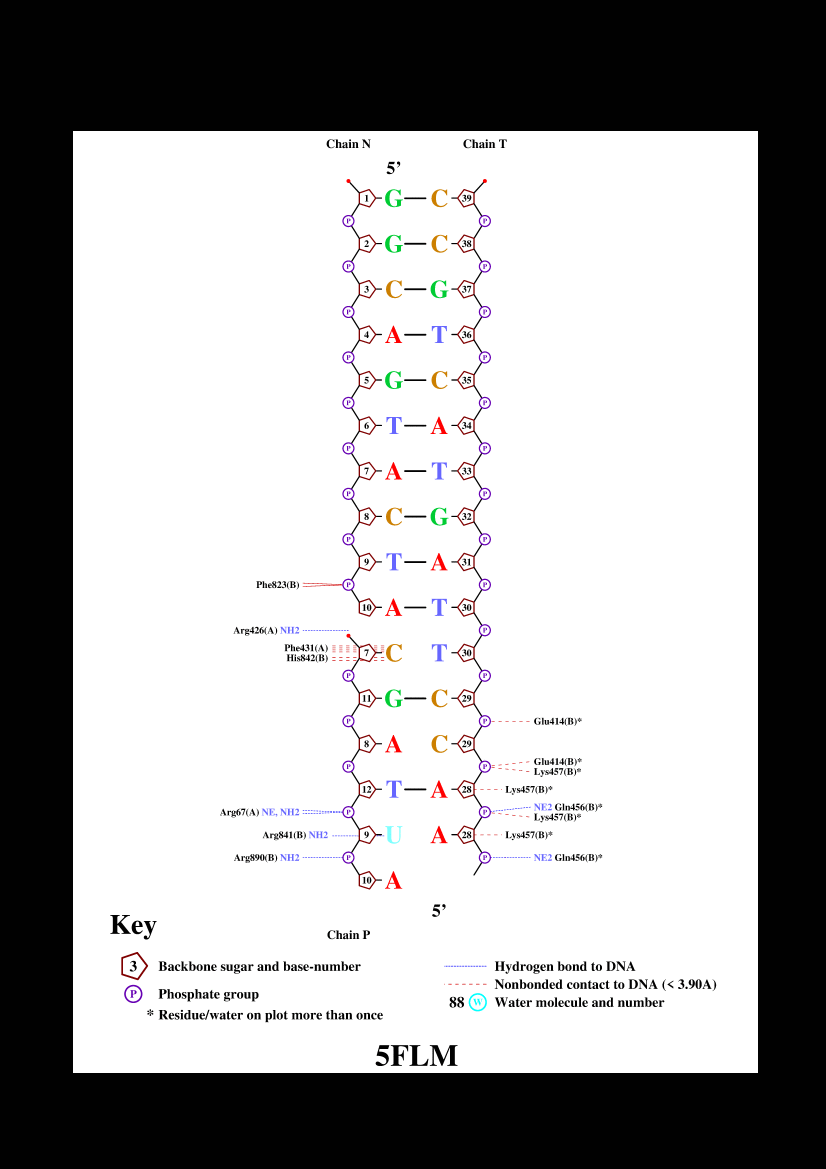 Chain N Chain T
5’
1 G C 39
P P
2 G C 38
P P
3 C G 37
P P
4 A T 36
P P
5 G C 35
P P
6 T A 34
P P
7 A T 33
P P
8 C G 32
P P
9 T A 31
Phe823(B) P P
10 A T 30
Arg426(A) NH2 P
Phe431(A)
7 C T 30
His842(B)
P P
11 G C 29
P P Glu414(B)*
8 A C 29
Glu414(B)*
P P
Lys457(B)*
12 T A 28 Lys457(B)*
NE2 Gln456(B)*
Arg67(A) NE, NH2 P P
Lys457(B)*
Arg841(B) NH2 9 U A 28 Lys457(B)*
Arg890(B) NH2 P P NE2 Gln456(B)*
10 A
5’
Key
Chain P
3 Backbone sugar and base-number
P Phosphate group
* Residue/water on plot more than once
Hydrogen bond to DNA
Nonbonded contact to DNA (< 3.90A)
88 W Water molecule and number
5FLM